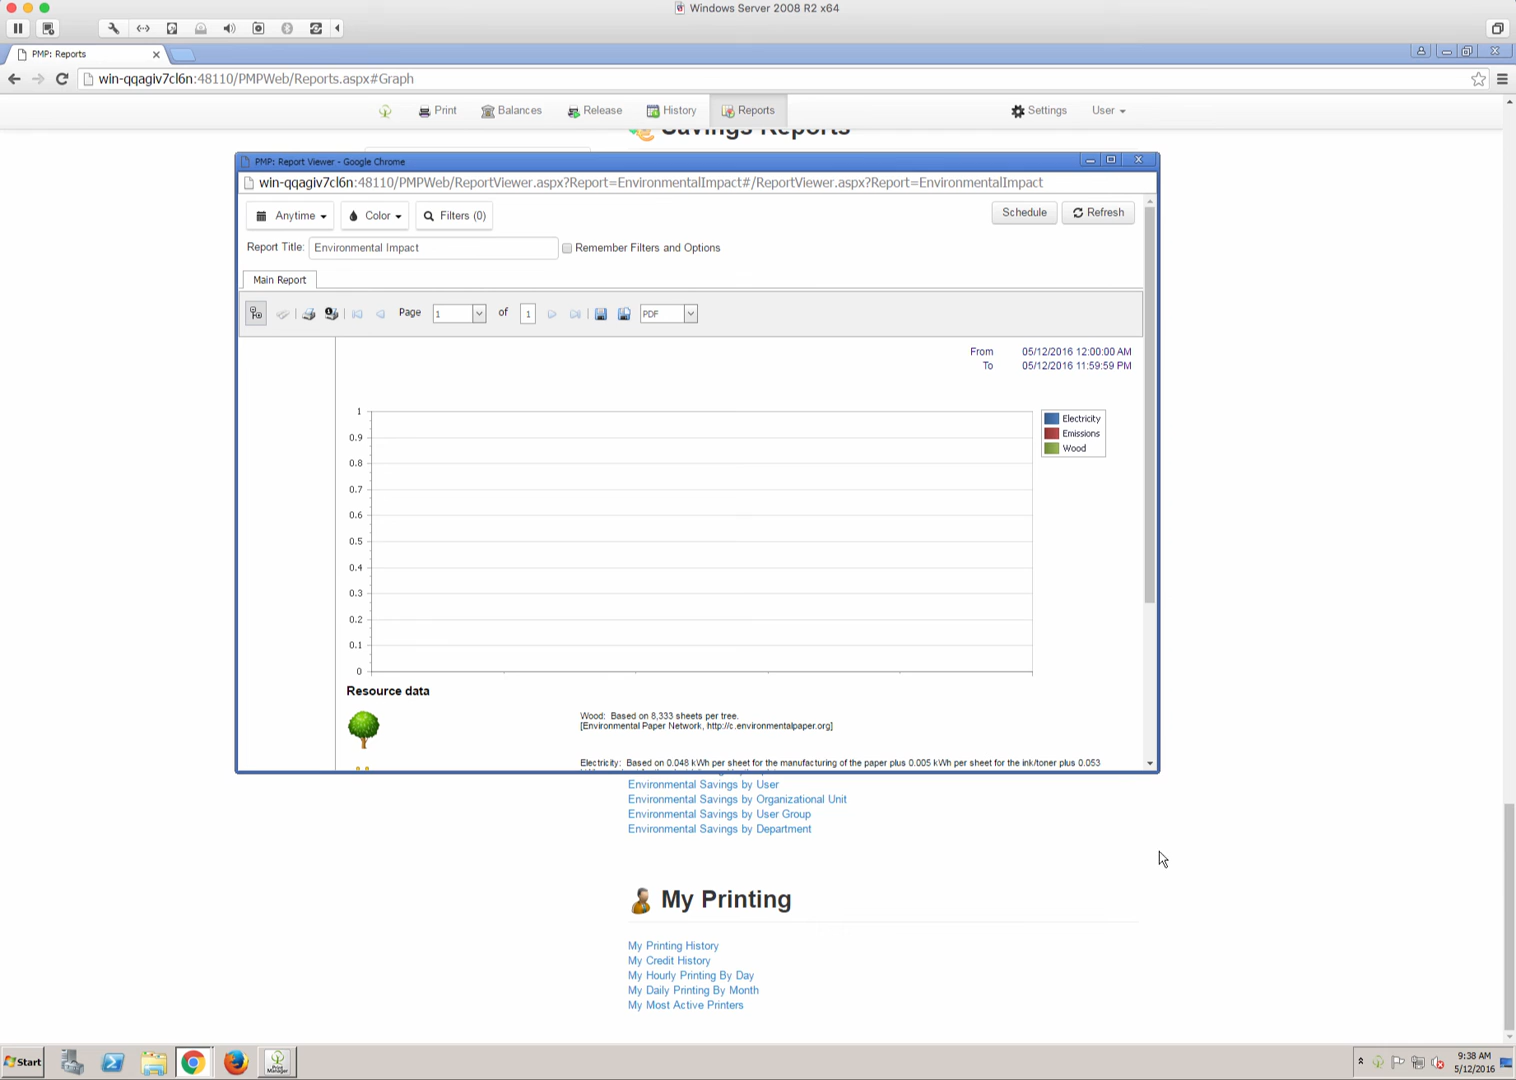 Windows Server 2008 R2 x64
PMP: Reports
win-qqagiv7cl6n:48110/PMPWeb/Reports.aspx#Graph
Print
Balances
Release
History
Reports
Settings
User
Savings Reports
PMP: Report Viewer - Google Chrome
win-qqagiv7cl6n:48110/PMPWeb/ReportViewer.aspx?Report=EnvironmentalImpact#/ReportViewer.aspx?Report=EnvironmentalImpact
Anytime
Color
Filters (0)
Schedule
Refresh
Report Title:
Environmental Impact
Remember Filters and Options
Main Report
Page
1
of
1
PDF
From 05/12/2016 12:00:00 AM
To 05/12/2016 11:59:59 PM
1
0.9
0.8
0.7
0.6
0.5
0.4
0.3
0.2
0.1
0
Electricity
Emissions
Wood
Resource data
Wood: Based on 8,333 sheets per tree.
[Environmental Paper Network, http://c.environmentalpaper.org]
Electricity: Based on 0.048 kWh per sheet for the manufacturing of the paper plus 0.005 kWh per sheet for the ink/toner plus 0.053
Environmental Savings by User
Environmental Savings by Organizational Unit
Environmental Savings by User Group
Environmental Savings by Department
My Printing
My Printing History
My Credit History
My Hourly Printing By Day
My Daily Printing By Month
My Most Active Printers
Start
Print
Manager
9:38 AM
5/12/2016